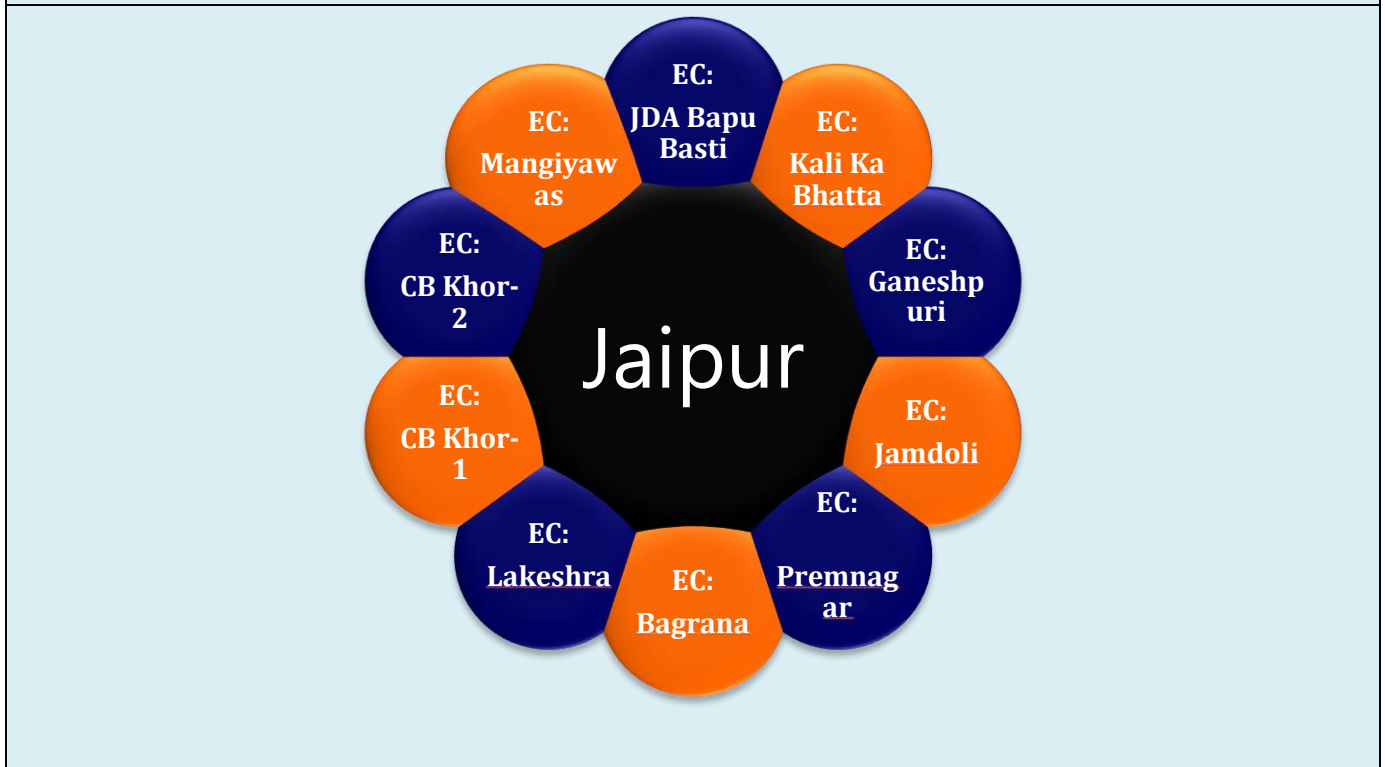 EC:
JDA Bapu
Basti
EC:
Kali Ka
Bhatta
EC:
Ganeshp
uri
EC:
Jamdoli
EC:
Premnag
ar
EC:
Bagrana
EC:
Lakeshra
EC:
CB Khor-
1
EC:
CB Khor-
2
EC:
Mangiyaw
as
Jaipur